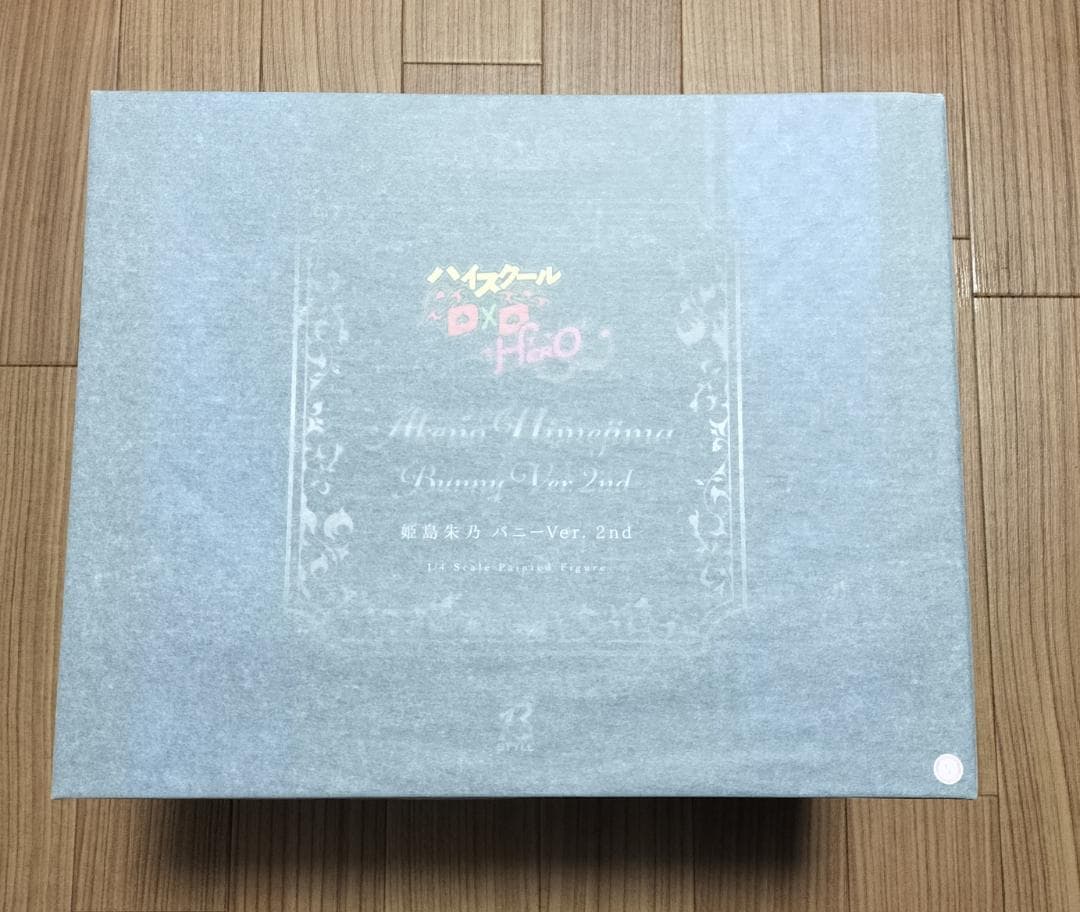 ハイスクール
D×D
HERO
Akeno Himejima
Bunny Ver. 2nd
姫島朱乃 バニーVer. 2nd
1/4 Scale Painted Figure
B
STYLE